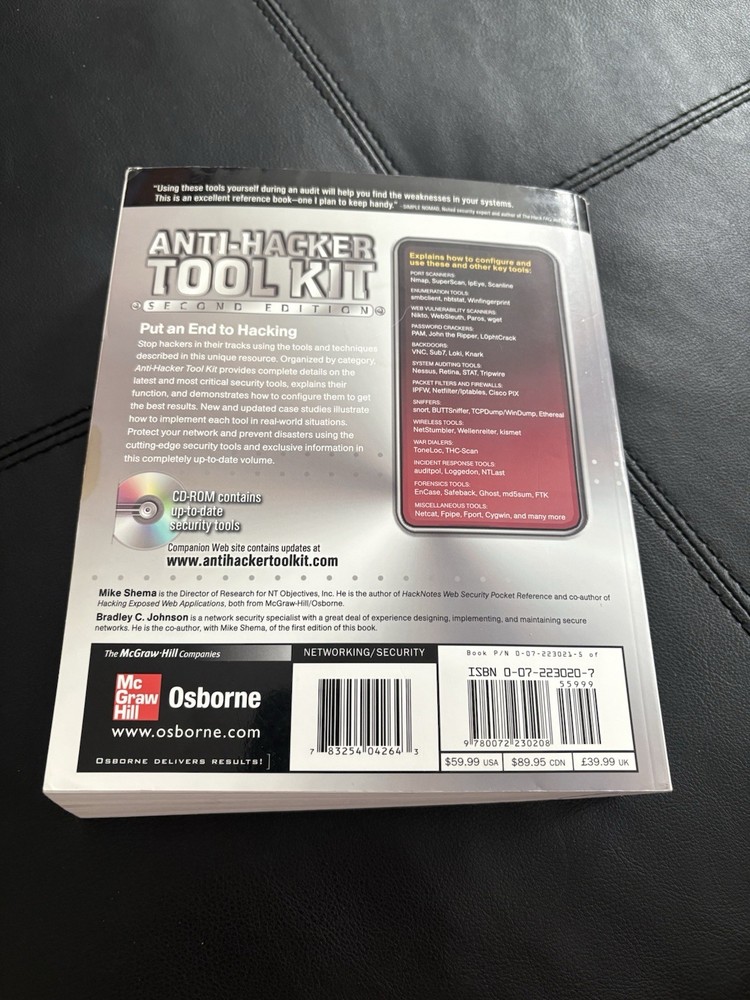 "Using these tools yourself during an audit will help you find the weaknesses in your systems.
This is an excellent reference book—one I plan to keep handy." -SIMPLE NOMAD, Noted security expert and author of The Hack
ANTI-HACKER
TOOL KIT
SECOND EDITION
Put an End to Hacking
Stop hackers in their tracks using the tools and techniques
described in this unique resource. Organized by category,
Anti-Hacker Tool Kit provides complete details on the
latest and most critical security tools, explains their
function, and demonstrates how to configure them to get
the best results. New and updated case studies illustrate
how to implement each tool in real-world situations.
Protect your network and prevent disasters using the
cutting-edge security tools and exclusive information in
this completely up-to-date volume.
CD-ROM contains
up-to-date
security tools
Companion Web site contains updates at
www.antihackertoolkit.com
Explains how to configure and
use these and other key tools:
PORT SCANNERS:
Nmap, SuperScan, IpEye, Scanline
ENUMERATION TOOLS:
smbclient, nbtstat, Winfingerprint
WEB VULNERABILITY SCANNERS:
Nikto, WebSleuth, Paros, wget
PASSWORD CRACKERS:
PAM, John the Ripper, L0phtCrack
BACKDOORS:
VNC, Sub7, Loki, Knark
SYSTEM AUDITING TOOLS:
Nessus, Retina, STAT, Tripwire
PACKET FILTERS AND FIREWALLS:
IPFW, Netfilter/Iptables, Cisco PIX
SNIFFERS:
snort, BUTTSniffer, TCPDump/WinDump, Ethereal
WIRELESS TOOLS:
NetStumbler, Wellenreiter, kismet
WAR DIALERS:
ToneLoc, THC-Scan
INCIDENT RESPONSE TOOLS:
auditpol, Loggedon, NTLast
FORENSICS TOOLS:
EnCase, Safeback, Ghost, md5sum, FTK
MISCELLANEOUS TOOLS:
Netcat, Fpipe, Fport, Cygwin, and many more
Mike Shema is the Director of Research for NT Objectives, Inc. He is the author of HackNotes Web Security Pocket Reference and co-author of
Hacking Exposed Web Applications, both from McGraw-Hill/Osborne.
Bradley C. Johnson is a network security specialist with a great deal of experience designing, implementing, and maintaining secure
networks. He is the co-author, with Mike Shema, of the first edition of this book.
The McGraw·Hill Companies
Mc
Graw
Hill
Osborne
www.osborne.com
OSBORNE DELIVERS RESULTS!
NETWORKING/SECURITY
7 83254 04264 3
Book P/N 0-07-223021-5 of
ISBN 0-07-223020-7
55999
9 780072 230208
$59.99 USA
$89.95 CDN
£39.99 UK